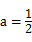 a = 1/2